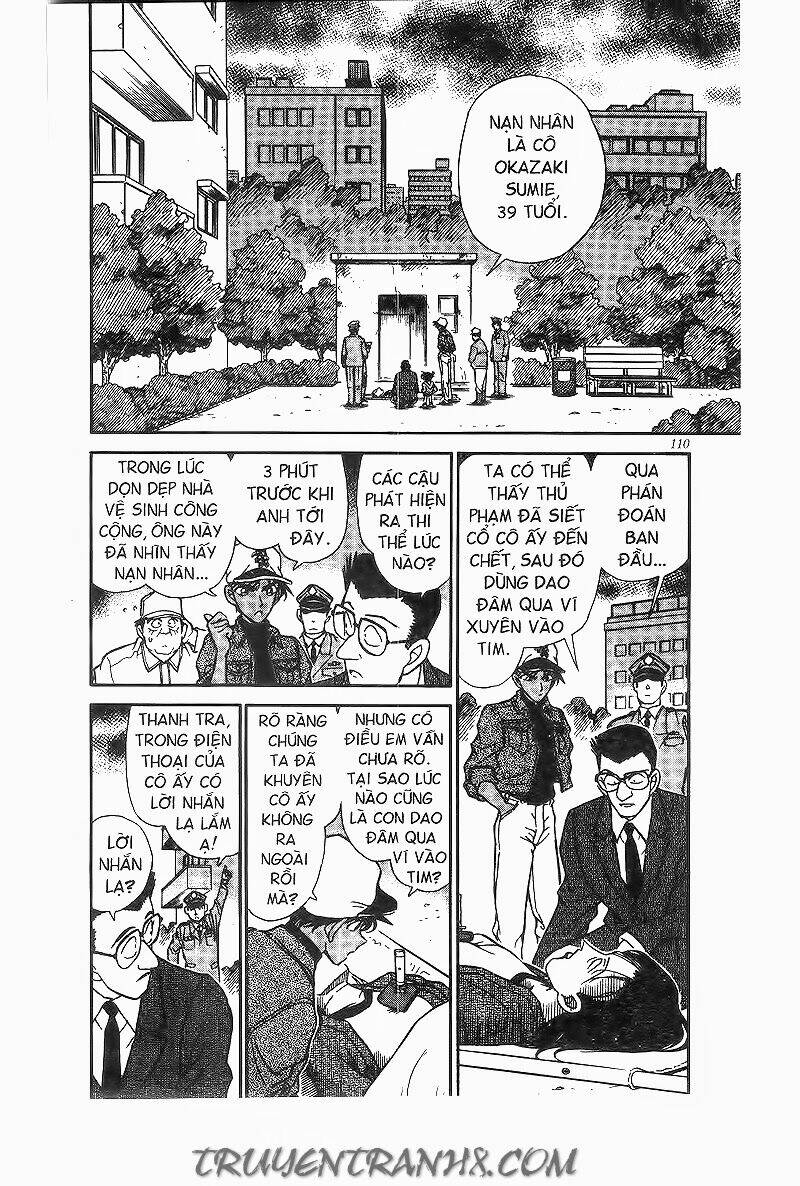 NẠN NHÂN
LÀ CÔ
OKAZAKI
SUMIE,
39 TUỔI.
110
QUA
PHÁN
ĐOÁN
BAN
ĐẦU...
TA CÓ THỂ
THẤY THỦ
PHẠM ĐÃ SIẾT
CỔ CÔ ẤY ĐẾN
CHẾT, SAU ĐÓ
DÙNG DAO
ĐÂM QUA VÍ
XUYÊN VÀO
TIM.
CÁC CẬU
PHÁT HIỆN
RA THI
THỂ LÚC
NÀO?
3 PHÚT
TRƯỚC KHI
ANH TỚI
ĐÂY.
TRONG LÚC
DỌN DẸP NHÀ
VỆ SINH CÔNG
CỘNG, ÔNG NÀY
ĐÃ NHÌN THẤY
NẠN NHÂN...
NHƯNG CÓ
ĐIỀU EM VẪN
CHƯA RÕ.
TẠI SAO LÚC
NÀO CŨNG
LÀ CON DAO
ĐÂM QUA
VÍ VÀO
TIM?
RÕ RÀNG
CHÚNG
TA ĐÃ
KHUYÊN
CÔ ẤY
KHÔNG
RA
NGOÀI
RỒI
MÀ?
THANH TRA,
TRONG ĐIỆN
THOẠI CỦA
CÔ ẤY CÓ
LỜI NHẮN
LẠ LẮM
Ạ!
LỜI
NHẮN
LẠ?
TRUYENTRANH8.COM